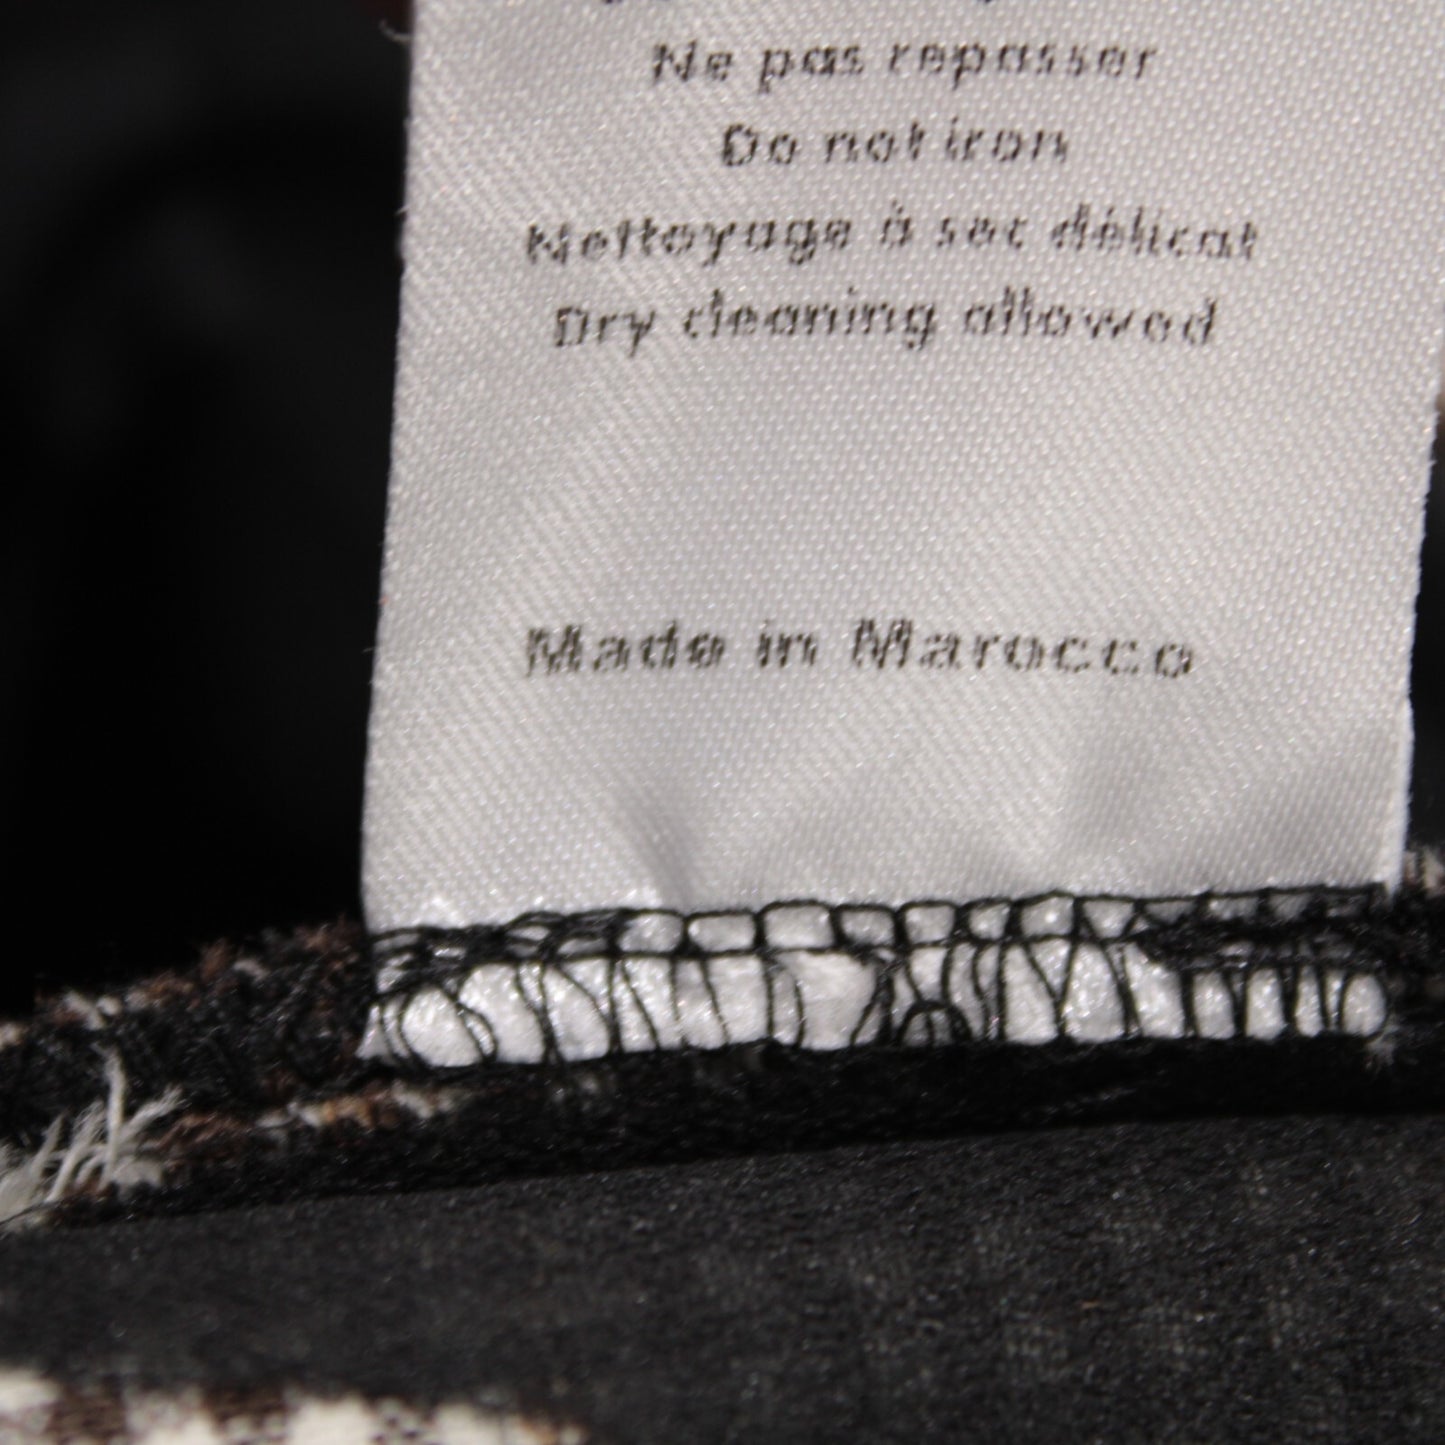 Ne pas repasser
Do not iron
Nettoyage à sec délicat
Dry cleaning allowed
Made in Marocco